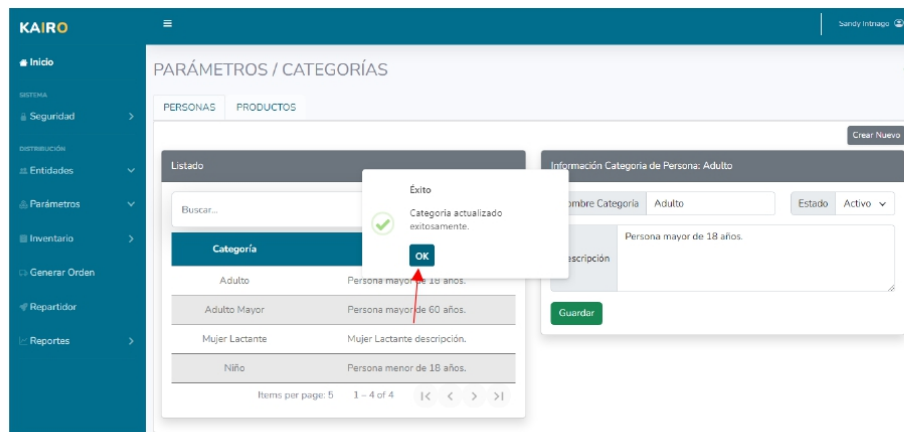 KAIRO
Sandy Intriago
Inicio
PARÁMETROS / CATEGORÍAS
SISTEMA
Seguridad
PERSONAS PRODUCTOS
Crear Nuevo
DISTRIBUCIÓN
Entidades
Listado
Información Categoria de Persona: Adulto
Parámetros
Buscar...
Éxito
Categoria actualizado
exitosamente.
OK
ombre Categoria Adulto Estado Activo
Inventario
Categoría
Persona mayor de 18 años.
escripción
Generar Orden
Adulto Persona mayor de 18 años.
Repartidor
Adulto Mayor Persona mayor de 60 años.
Guardar
Reportes
Mujer Lactante Mujer Lactante descripción.
Niño Persona menor de 18 años.
Items per page: 5 1 – 4 of 4